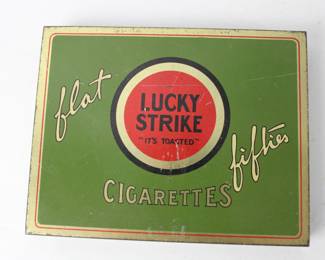 flat
LUCKY
STRIKE
"IT'S TOASTED"
fifties
CIGARETTES